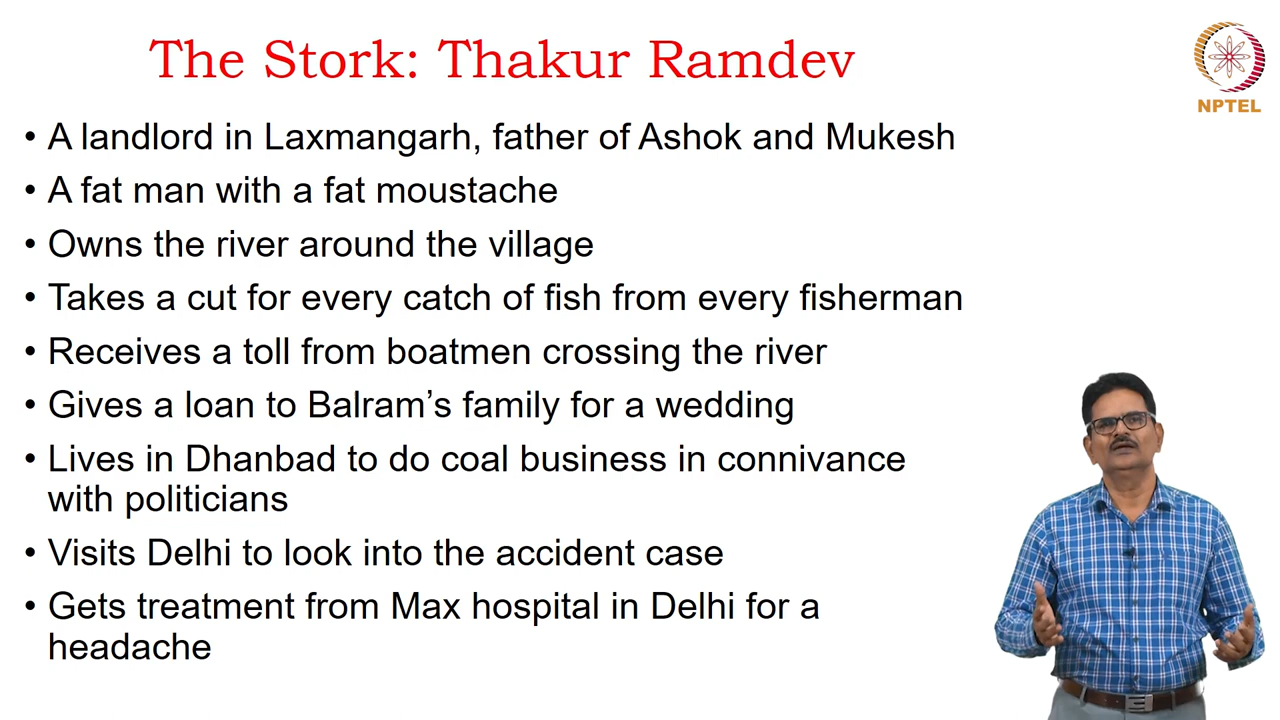 The Stork: Thakur Ramdev
NPTEL
• A landlord in Laxmangarh, father of Ashok and Mukesh
• A fat man with a fat moustache
• Owns the river around the village
• Takes a cut for every catch of fish from every fisherman
• Receives a toll from boatmen crossing the river
• Gives a loan to Balram’s family for a wedding
• Lives in Dhanbad to do coal business in connivance
with politicians
• Visits Delhi to look into the accident case
• Gets treatment from Max hospital in Delhi for a
headache